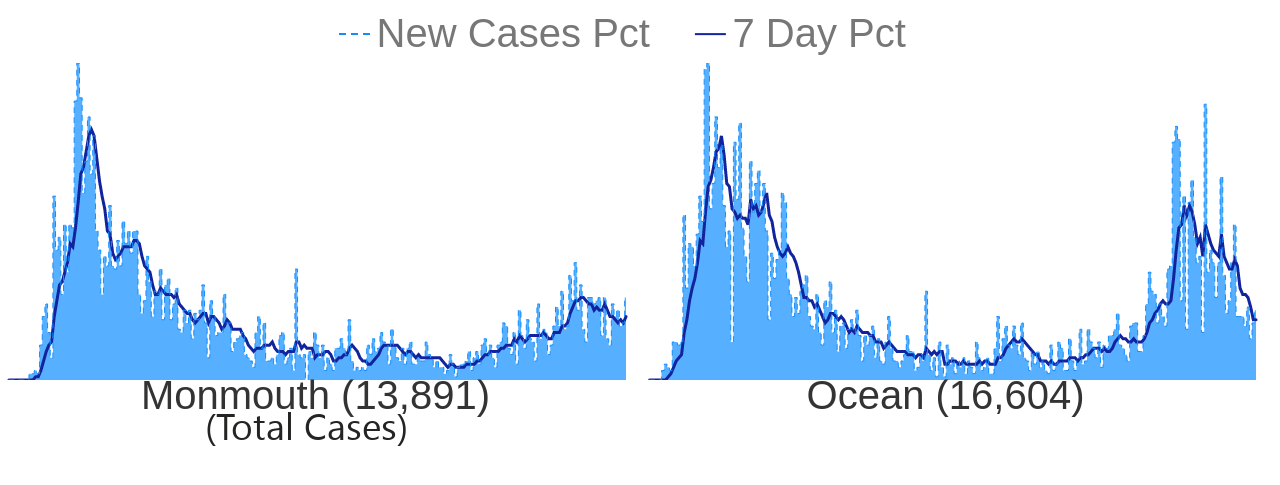 New Cases Pct 7 Day Pct
Monmouth (13,891) Ocean (16,604)
(Total Cases)